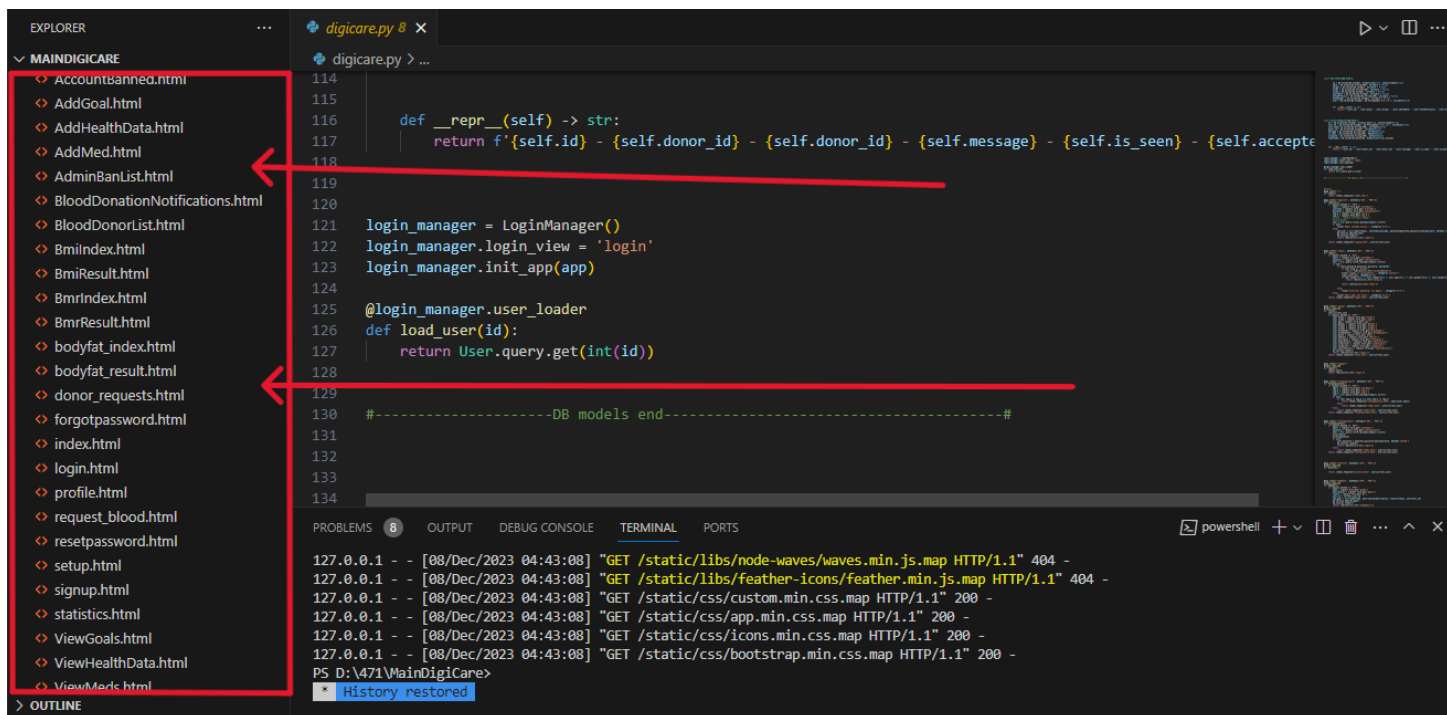 EXPLORER
MAINDIGICARE
AccountBanned.html
AddGoal.html
AddHealthData.html
AddMed.html
AdminBanList.html
BloodDonationNotifications.html
BloodDonorList.html
BmiIndex.html
BmiResult.html
BmrIndex.html
BmrResult.html
bodyfat_index.html
bodyfat_result.html
donor_requests.html
forgotpassword.html
index.html
login.html
profile.html
request_blood.html
resetpassword.html
setup.html
signup.html
statistics.html
ViewGoals.html
ViewHealthData.html
ViewMeds.html
OUTLINE
digicare.py 8
digicare.py > ...
114
115
116 def __repr__(self) -> str:
117 return f'{self.id} - {self.donor_id} - {self.donor_id} - {self.message} - {self.is_seen} - {self.accepte
118
119
120
121 login_manager = LoginManager()
122 login_manager.login_view = 'login'
123 login_manager.init_app(app)
124
125 @login_manager.user_loader
126 def load_user(id):
127 return User.query.get(int(id))
128
129
130 #---------------------DB models end----------------------------------------#
131
132
133
134
PROBLEMS 8 OUTPUT DEBUG CONSOLE TERMINAL PORTS powershell
127.0.0.1 - - [08/Dec/2023 04:43:08] "GET /static/libs/node-waves/waves.min.js.map HTTP/1.1" 404 -
127.0.0.1 - - [08/Dec/2023 04:43:08] "GET /static/libs/feather-icons/feather.min.js.map HTTP/1.1" 404 -
127.0.0.1 - - [08/Dec/2023 04:43:08] "GET /static/css/custom.min.css.map HTTP/1.1" 200 -
127.0.0.1 - - [08/Dec/2023 04:43:08] "GET /static/css/app.min.css.map HTTP/1.1" 200 -
127.0.0.1 - - [08/Dec/2023 04:43:08] "GET /static/css/icons.min.css.map HTTP/1.1" 200 -
127.0.0.1 - - [08/Dec/2023 04:43:08] "GET /static/css/bootstrap.min.css.map HTTP/1.1" 200 -
PS D:\471\MainDigiCare>
* History restored